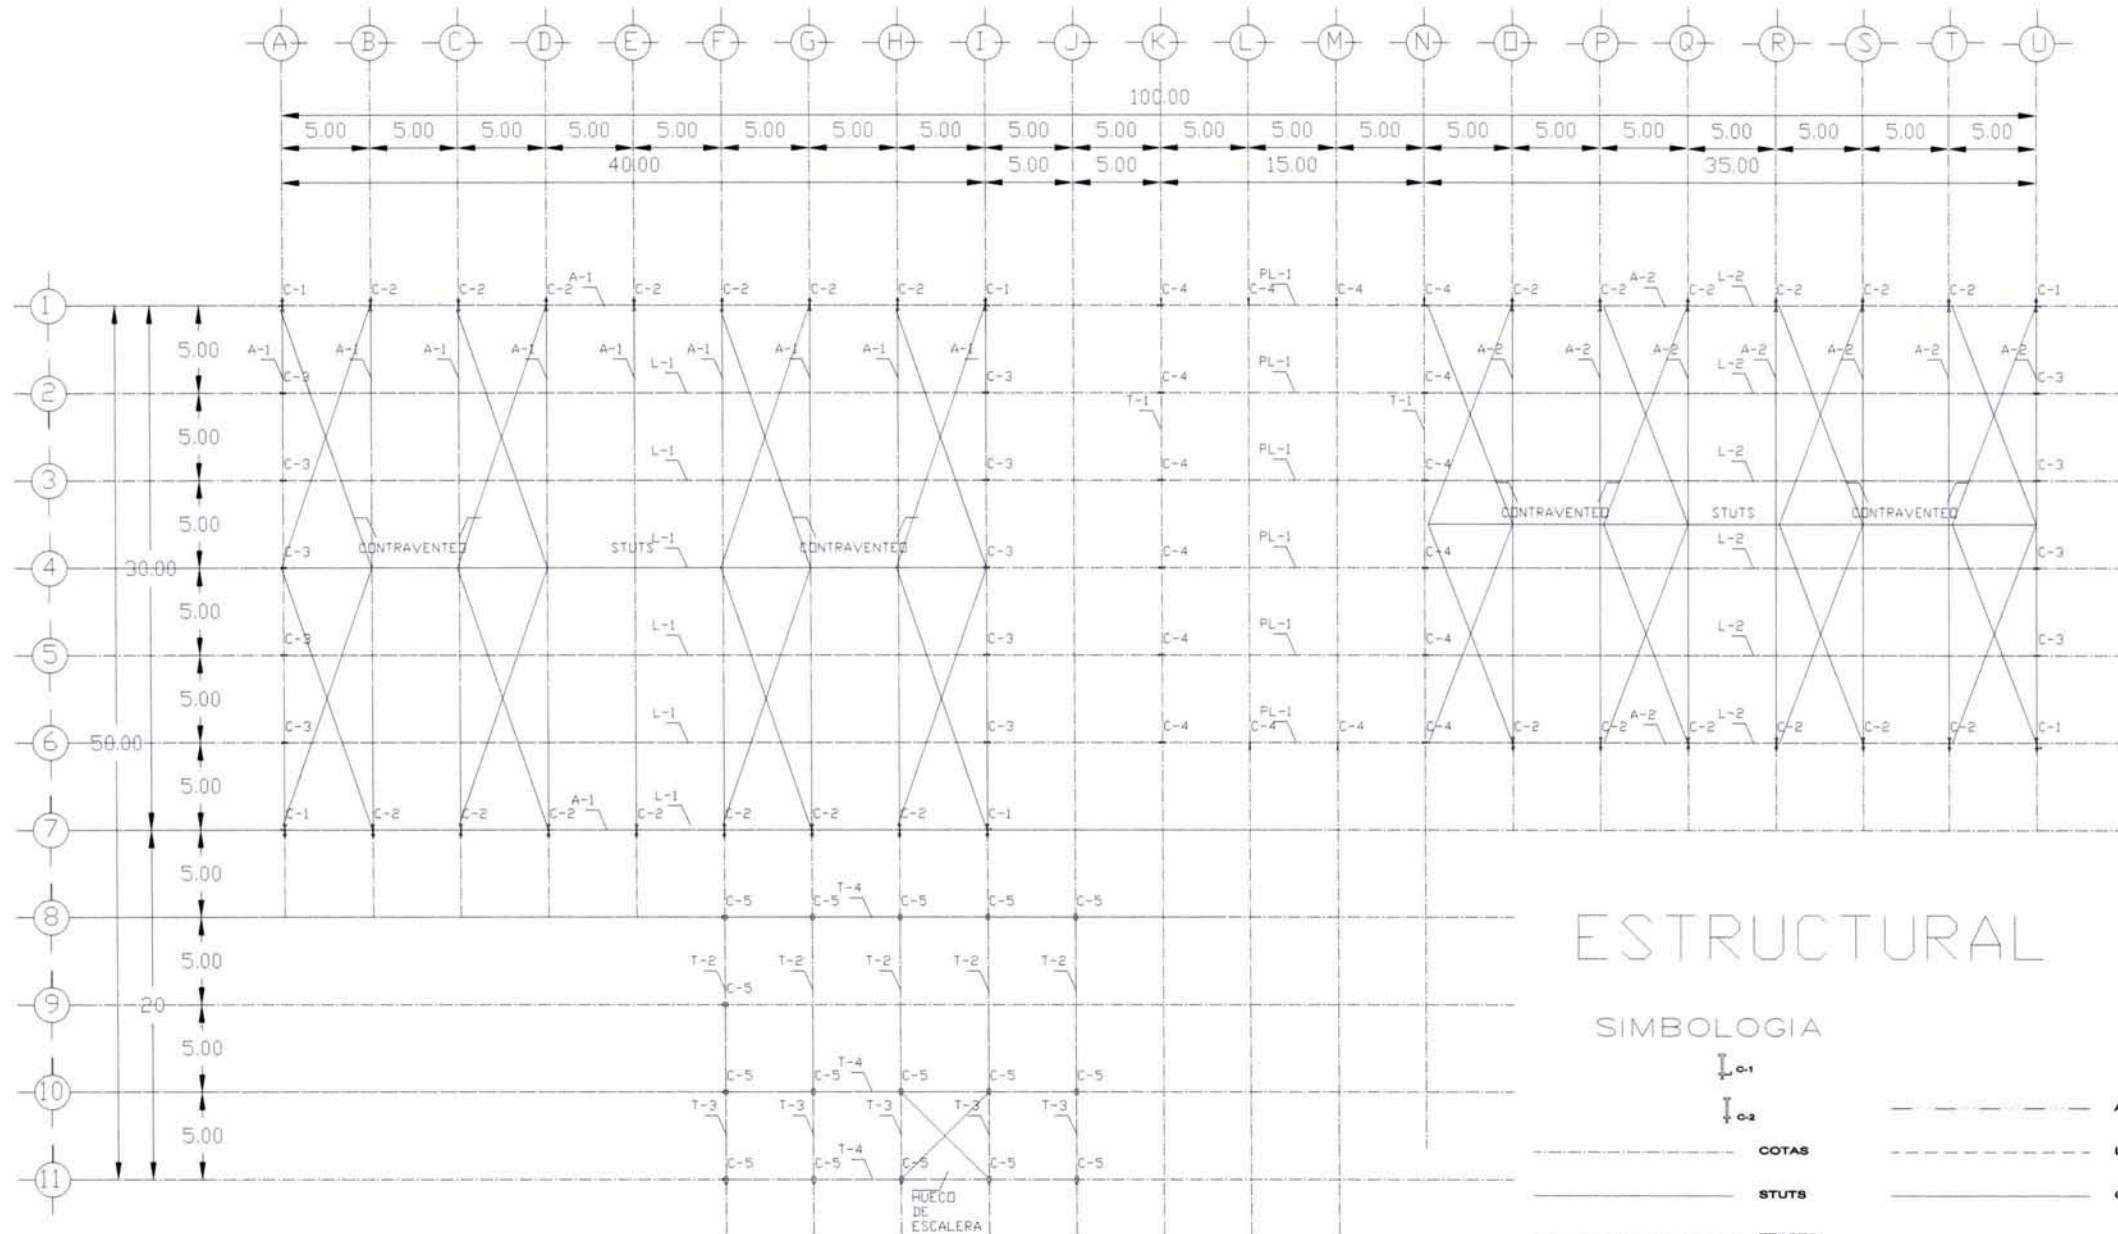 A B C D E F G H I J K L M N O P Q R S T U
100.00
5.00 5.00 5.00 5.00 5.00 5.00 5.00 5.00 5.00 5.00 5.00 5.00 5.00 5.00 5.00 5.00 5.00 5.00 5.00 5.00
40.00 5.00 5.00 15.00 35.00
A-1 PL-1 A-2 L-2
1 C-1 C-2 C-2 C-2 C-2 C-2 C-2 C-2 C-1 C-4 C-4 C-4 C-4 C-2 C-2 C-2 C-2 C-2 C-2 C-1
5.00 A-1 A-1 A-1 A-1 A-1 L-1 A-1 A-1 A-1 A-1 PL-1 A-2 A-2 A-2 L-2 A-2 A-2 A-2 A-2
2 C-3 C-3 C-4 C-4 C-3
T-1 T-1
5.00
L-1 PL-1 L-2
3 C-3 C-3 C-4 C-4 C-3
5.00 CONTRAVENTEO STUTS CONTRAVENTEO
CONTRAVENTEO STUTS L-1 CONTRAVENTEO PL-1 L-2
4 30.00 C-3 C-3 C-4 C-4 C-3
5.00
L-1 PL-1 L-2
5 C-3 C-3 C-4 C-4 C-3
5.00
L-1 PL-1 A-2 L-2
6 50.00 C-3 C-3 C-4 C-4 C-4 C-4 C-2 C-2 C-2 C-2 C-2 C-2 C-1
5.00
A-1 L-1
7 C-1 C-2 C-2 C-2 C-2 C-2 C-2 C-2 C-1
5.00
T-4
8 C-5 C-5 C-5 C-5 C-5
5.00 T-2 T-2 T-2 T-2 T-2
9 20 C-5
5.00
T-4
10 C-5 C-5 C-5 C-5 C-5
5.00 T-3 T-3 T-3 T-3 T-3
T-4
11 C-5 C-5 C-5 C-5 C-5
HUECO
DE
ESCALERA
ESTRUCTURAL
SIMBOLOGIA
C-1
C-2
COTAS
STUTS